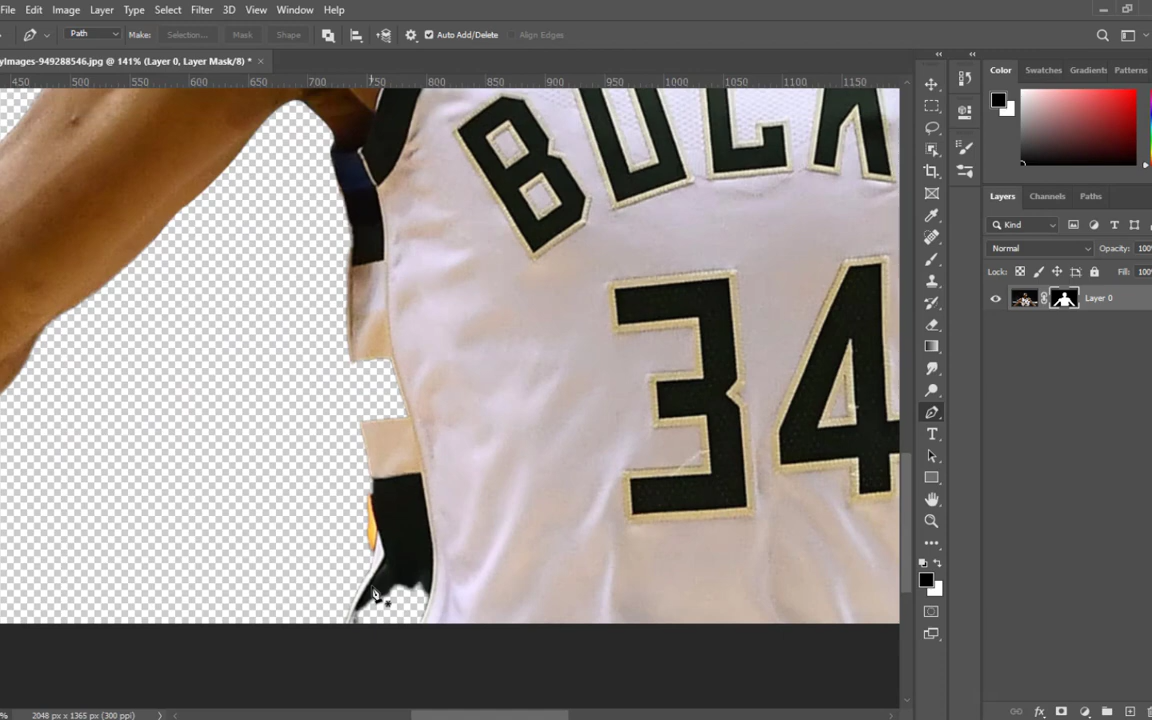 File Edit Image Layer Type Select Filter 3D View Window Help
Path Make: Selection... Mask Shape Auto Add/Delete Align Edges
yImages-949288546.jpg @ 141% (Layer 0, Layer Mask/8) * ×
450 500 550 600 650 700 750 800 850 900 950 1000 1050 1100 1150
Color Swatches Gradients Patterns
BUCK
34
Layers Channels Paths
Kind
Normal Opacity: 100
Lock: Fill: 100
Layer 0
% 2048 px x 1365 px (300 ppi)